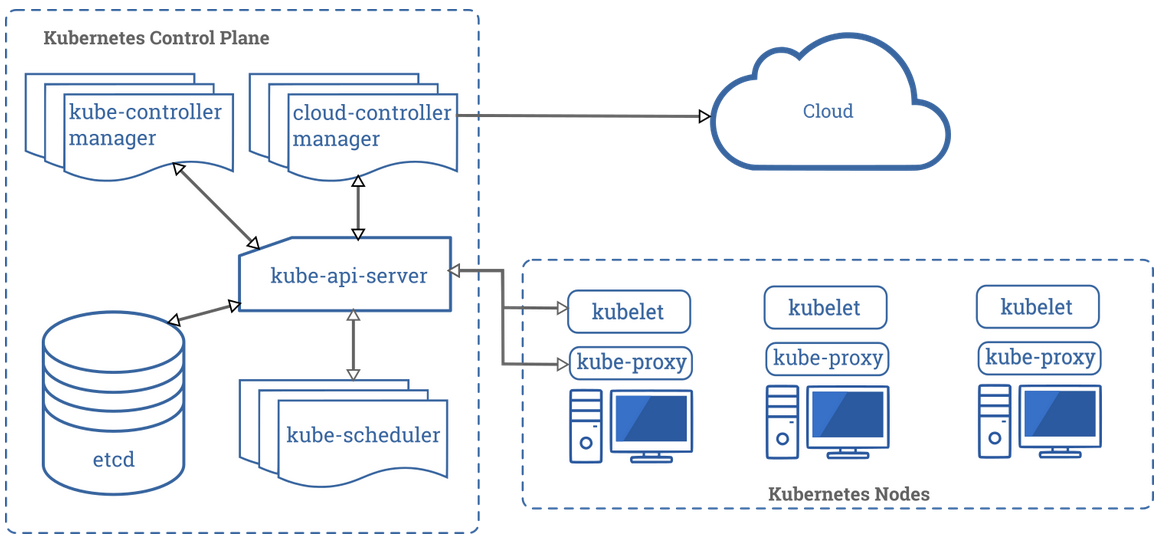 Kubernetes Control Plane
kube-controller
manager
cloud-controller
manager
Cloud
kube-api-server
etcd
kube-scheduler
kubelet
kube-proxy
kubelet
kube-proxy
kubelet
kube-proxy
Kubernetes Nodes